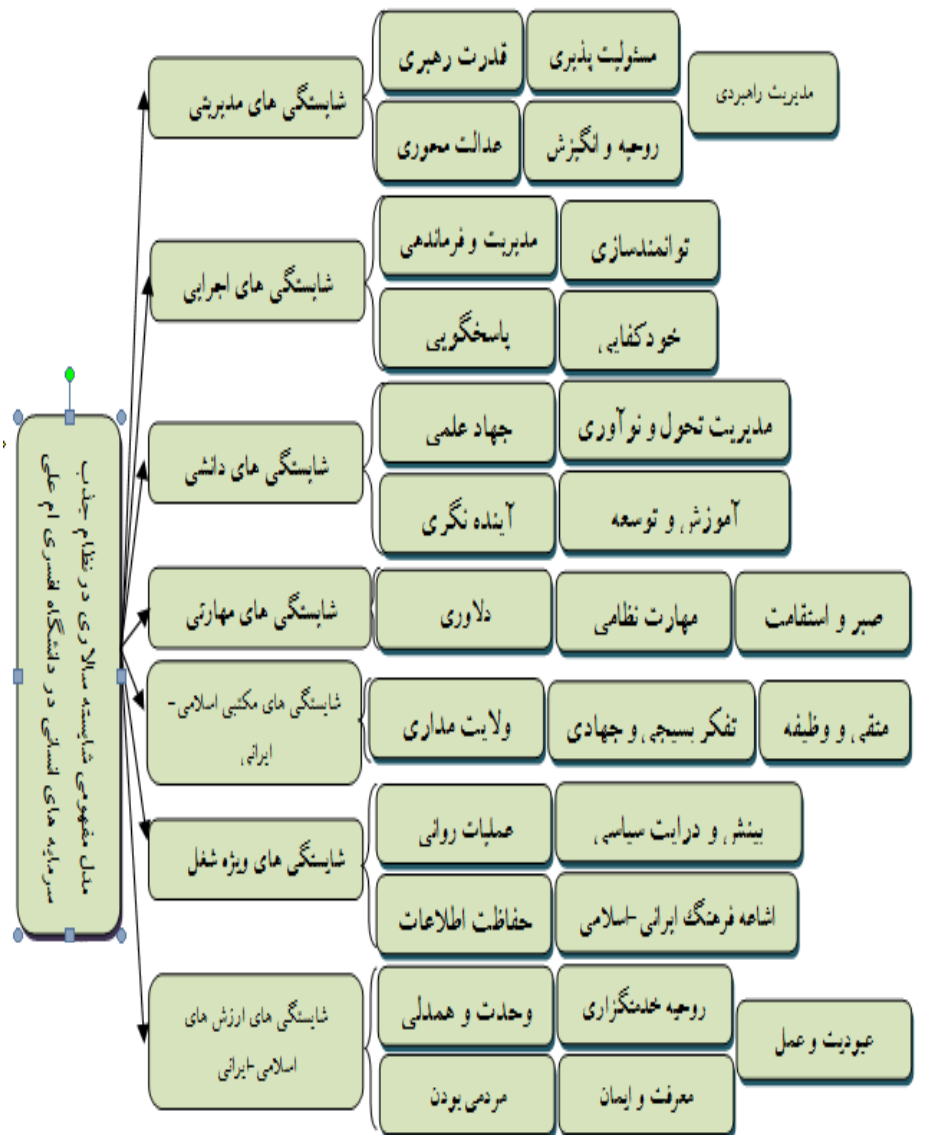 مدل مفهومی شایسته سالاری در نظام جذب
سرمایه های انسانی در دانشگاه افسری ام علی
شایستگی های مدیریتی
قدرت رهبری
مسئولیت پذیری
عدالت محوری
روحیه و انگیزش
مدیریت راهبردی
شایستگی های اجرایی
مدیریت و فرماندهی
توانمندسازی
پاسخگویی
خودکفایی
شایستگی های دانشی
جهاد علمی
مدیریت تحول و نوآوری
آینده نگری
آموزش و توسعه
شایستگی های مهارتی
دلاوری
مهارت نظامی
صبر و استقامت
شایستگی های مکتبی اسلامی-
ایرانی
ولایت مداری
تفکر بسیجی و جهادی
متقی و وظیفه
شایستگی های ویژه شغل
عملیات روانی
بینش و درایت سیاسی
حفاظت اطلاعات
اشاعه فرهنگ ایرانی-اسلامی
شایستگی های ارزش های
اسلامی-ایرانی
وحدت و همدلی
روحیه خدمتگزاری
مردمی بودن
معرفت و ایمان
عبودیت و عمل